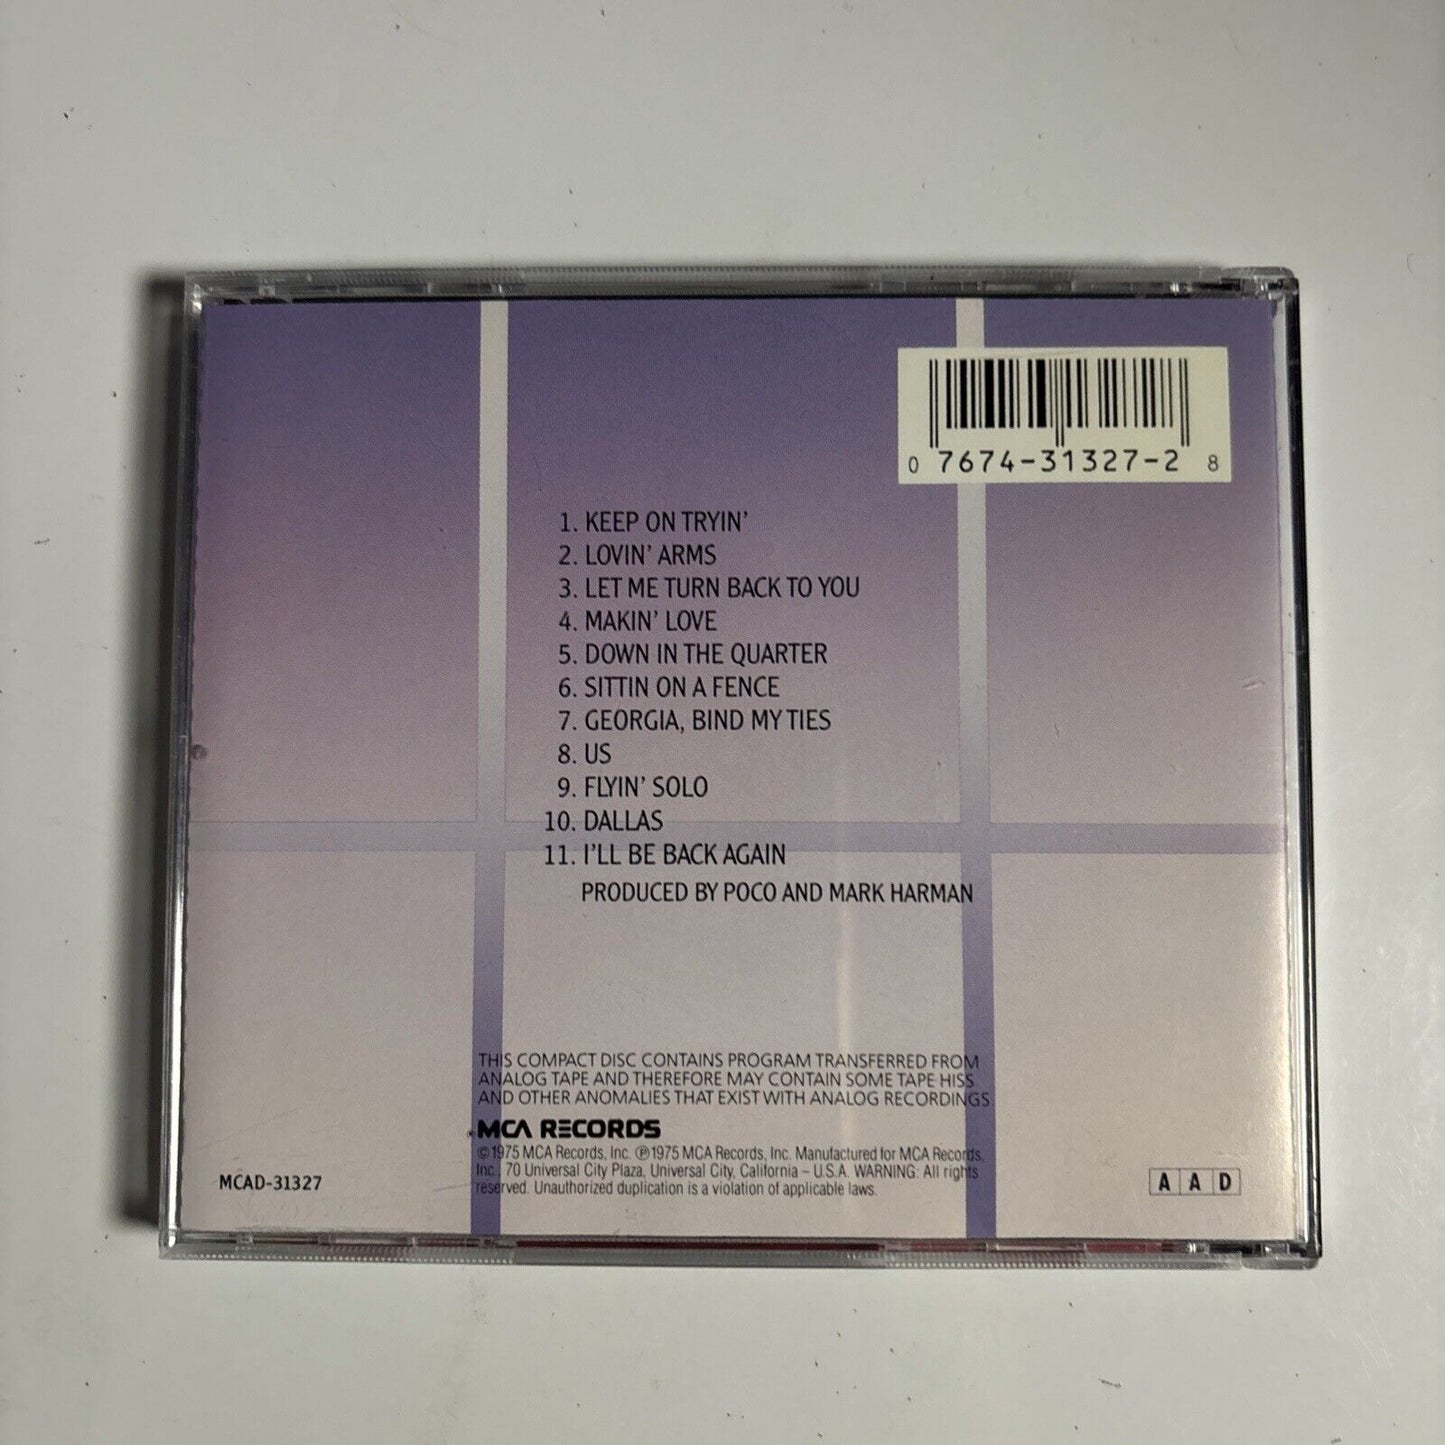 0 7674-31327-2 8
1. KEEP ON TRYIN'
2. LOVIN' ARMS
3. LET ME TURN BACK TO YOU
4. MAKIN' LOVE
5. DOWN IN THE QUARTER
6. SITTIN ON A FENCE
7. GEORGIA, BIND MY TIES
8. US
9. FLYIN' SOLO
10. DALLAS
11. I'LL BE BACK AGAIN
PRODUCED BY POCO AND MARK HARMAN
THIS COMPACT DISC CONTAINS PROGRAM TRANSFERRED FROM
ANALOG TAPE AND THEREFORE MAY CONTAIN SOME TAPE HISS
AND OTHER ANOMALIES THAT EXIST WITH ANALOG RECORDINGS.
MCA RECORDS
©1975 MCA Records, Inc. ℗1975 MCA Records, Inc. Manufactured for MCA Records,
Inc., 70 Universal City Plaza, Universal City, California – U.S.A. WARNING: All rights
reserved. Unauthorized duplication is a violation of applicable laws.
MCAD-31327
A A D